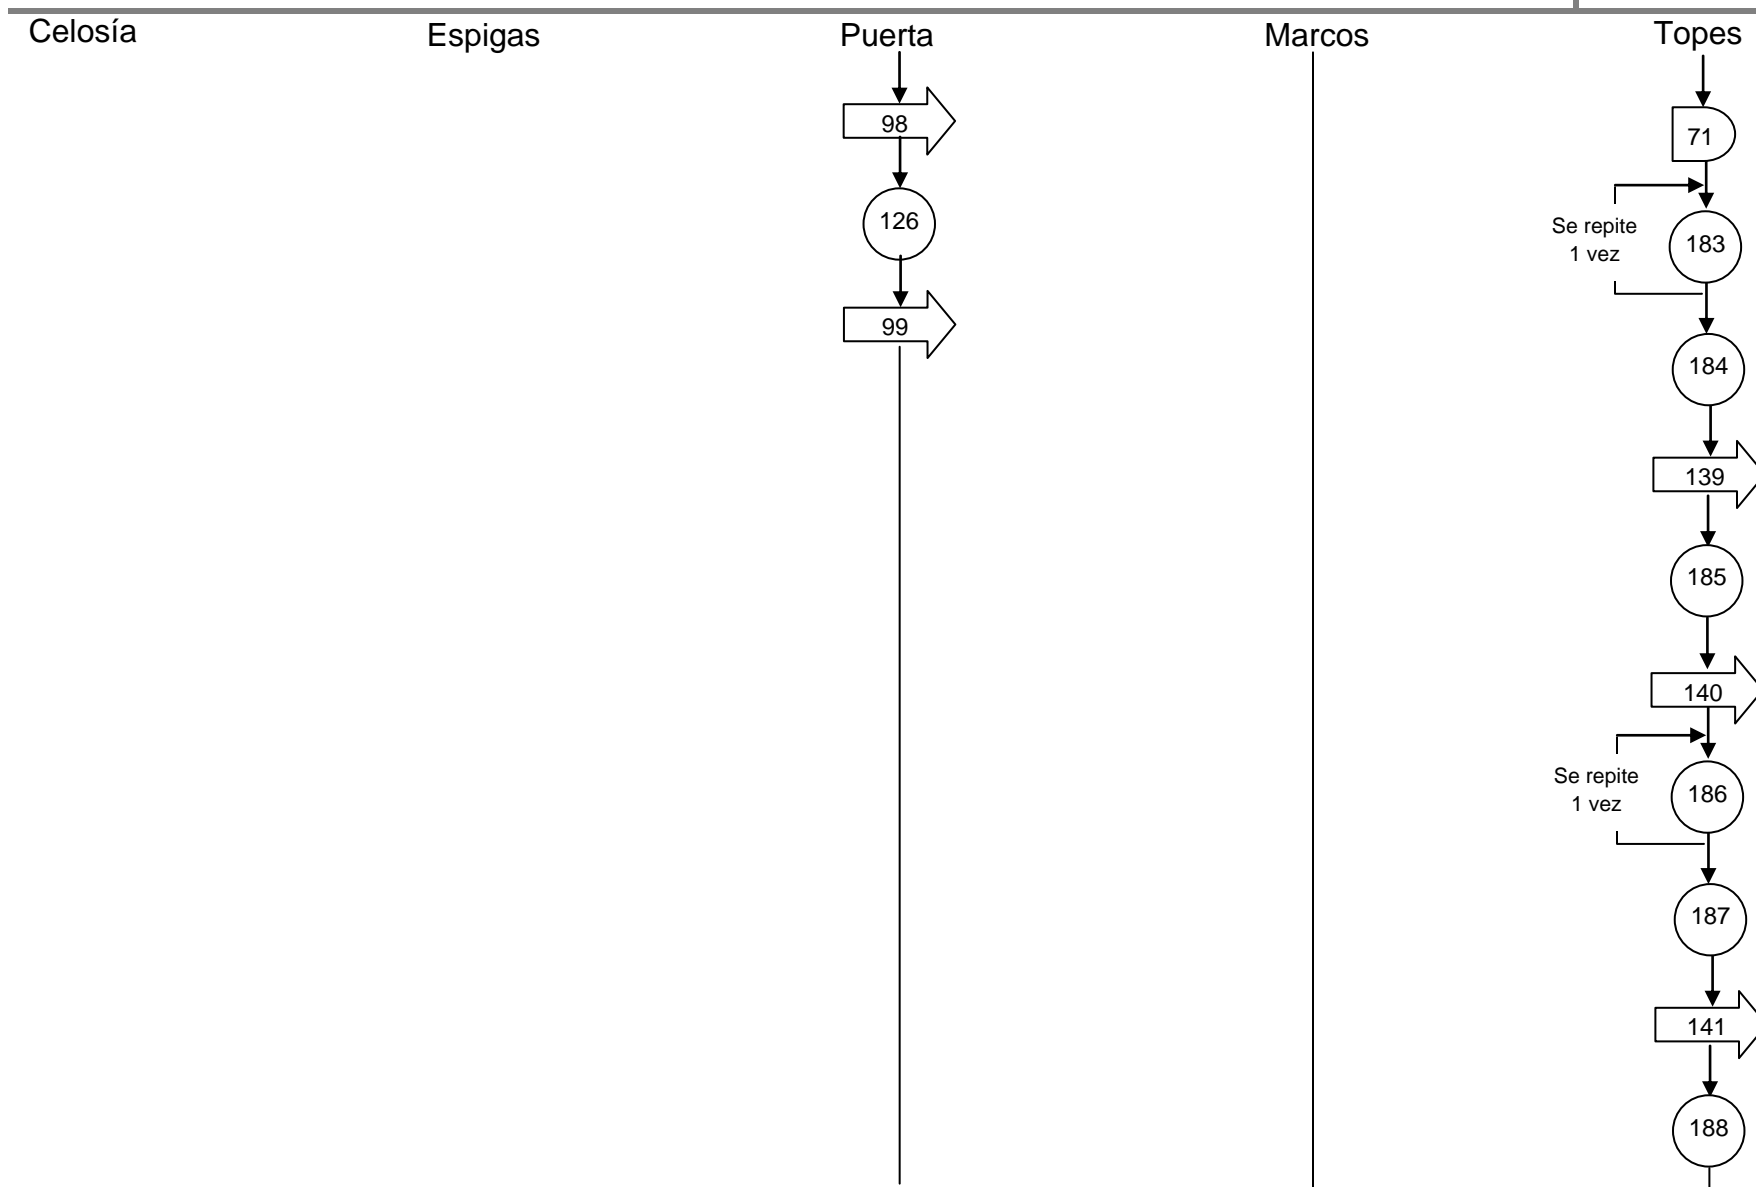 Celosía
Espigas
Puerta
Marcos
Topes
98
126
99
71
Se repite
1 vez
183
184
139
185
140
Se repite
1 vez
186
187
141
188